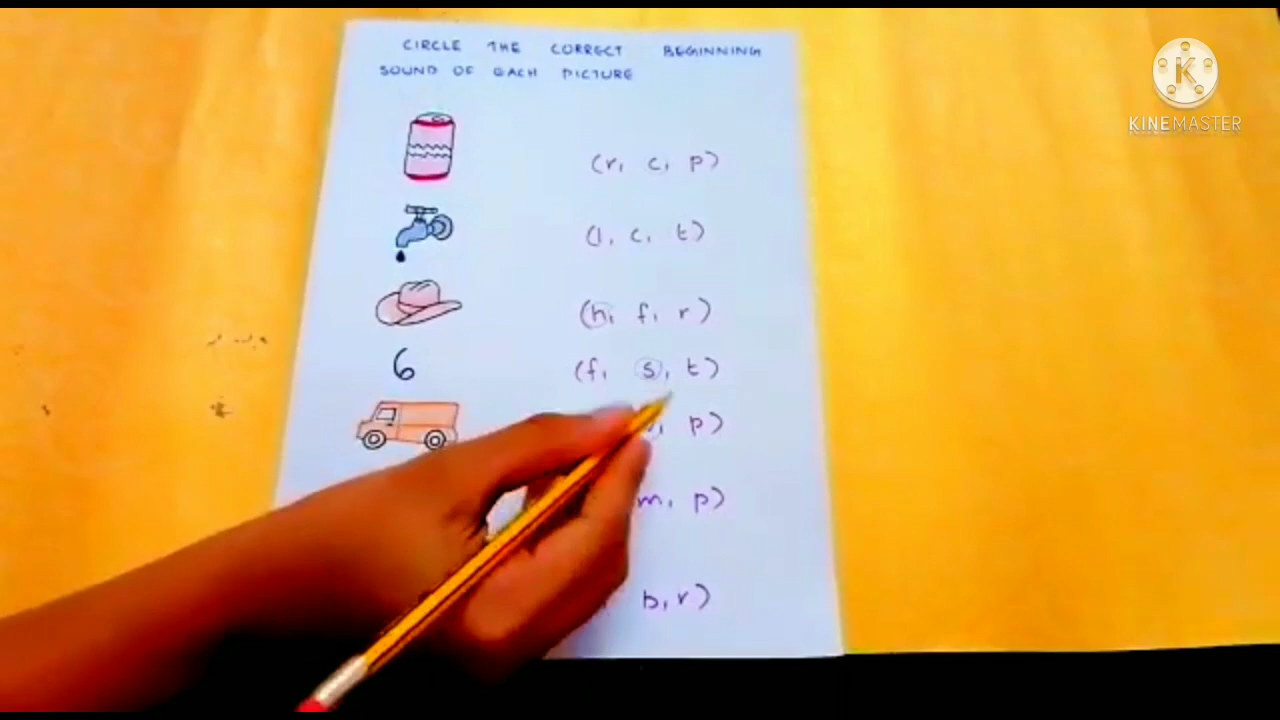 CIRCLE THE CORRECT BEGINNING
SOUND OF EACH PICTURE
KINEMASTER
(r, c, p)
(l, c, t)
(h, f, r)
6 (f, s, t)
p)
m, p)
b, r)